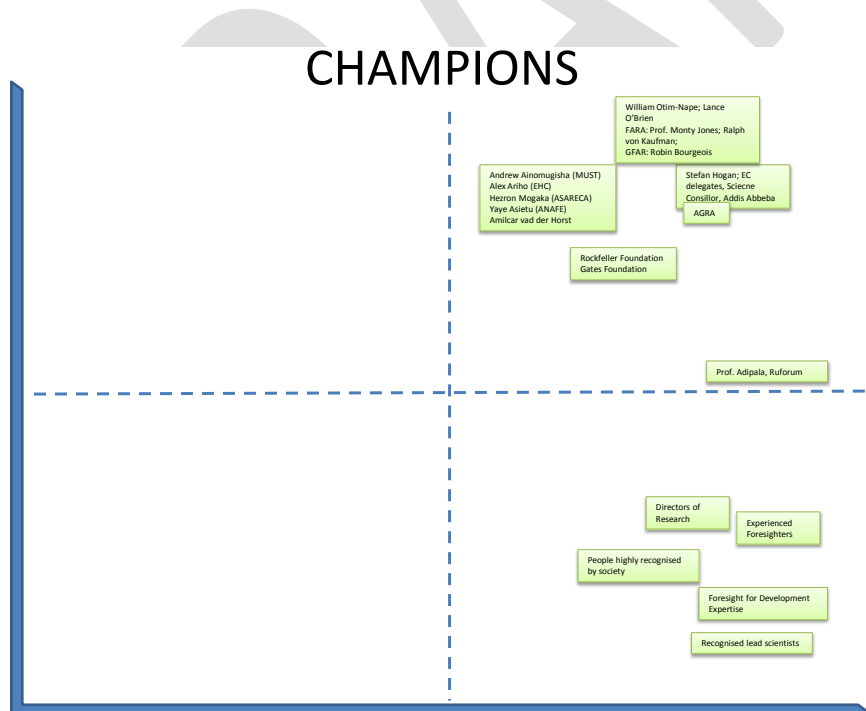 CHAMPIONS
William Otim-Nape; Lance
O'Brien
FARA: Prof. Monty Jones; Ralph
von Kaufman;
GFAR: Robin Bourgeois
Andrew Ainomugisha (MUST)
Alex Ariho (EHC)
Hezron Mogaka (ASARECA)
Yaye Asietu (ANAFE)
Amilcar vad der Horst
Stefan Hogan; EC
delegates, Sciecne
Consillor, Addis Abbeba
AGRA
Rockfeller Foundation
Gates Foundation
Prof. Adipala, Ruforum
Directors of
Research
Experienced
Foresighters
People highly recognised
by society
Foresight for Development
Expertise
Recognised lead scientists